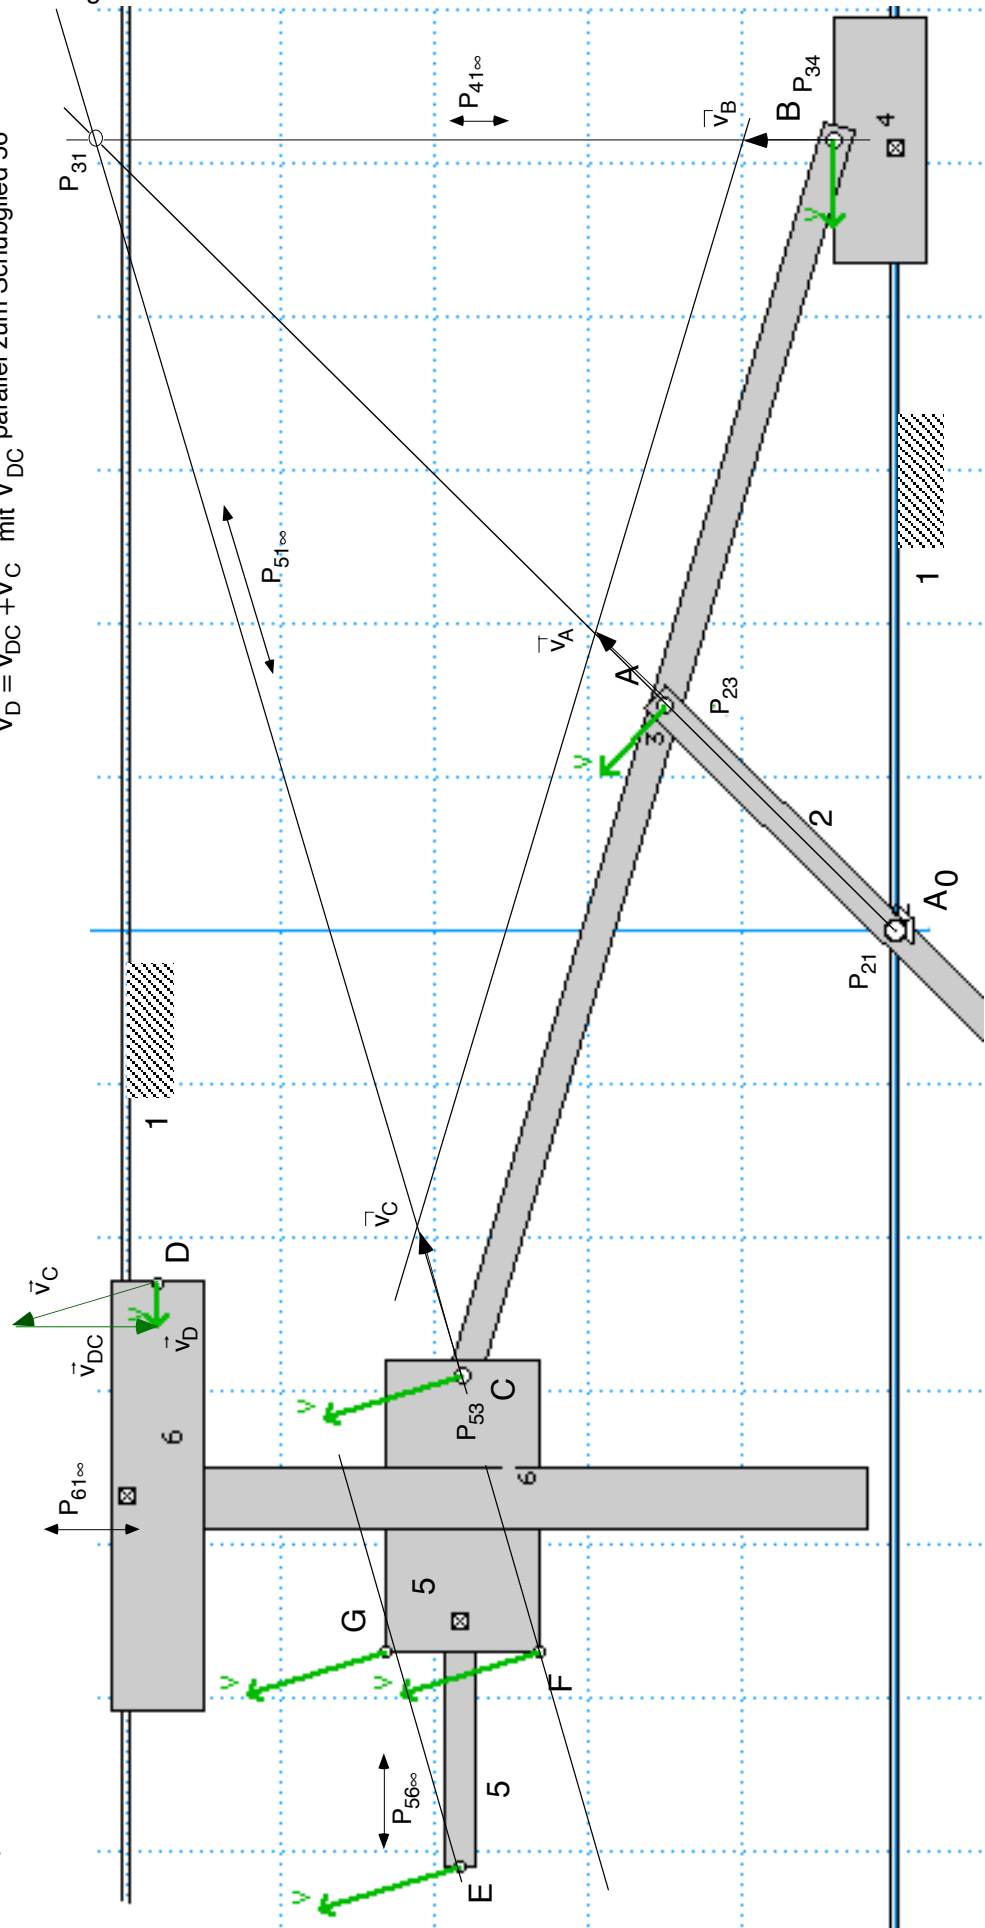 v_D = v_DC + v_C mit v_DC parallel zum Schubglied 56
P31
P41∞
v_B
B
P34
4
v
P51∞
v_A
A
P23
3
v
1
2
A0
P21
1
D
v_C
v_DC
v
v_D
v_C
P61∞
6
v
C
P53
6
G
5
v
v
F
P56∞
5
E
v